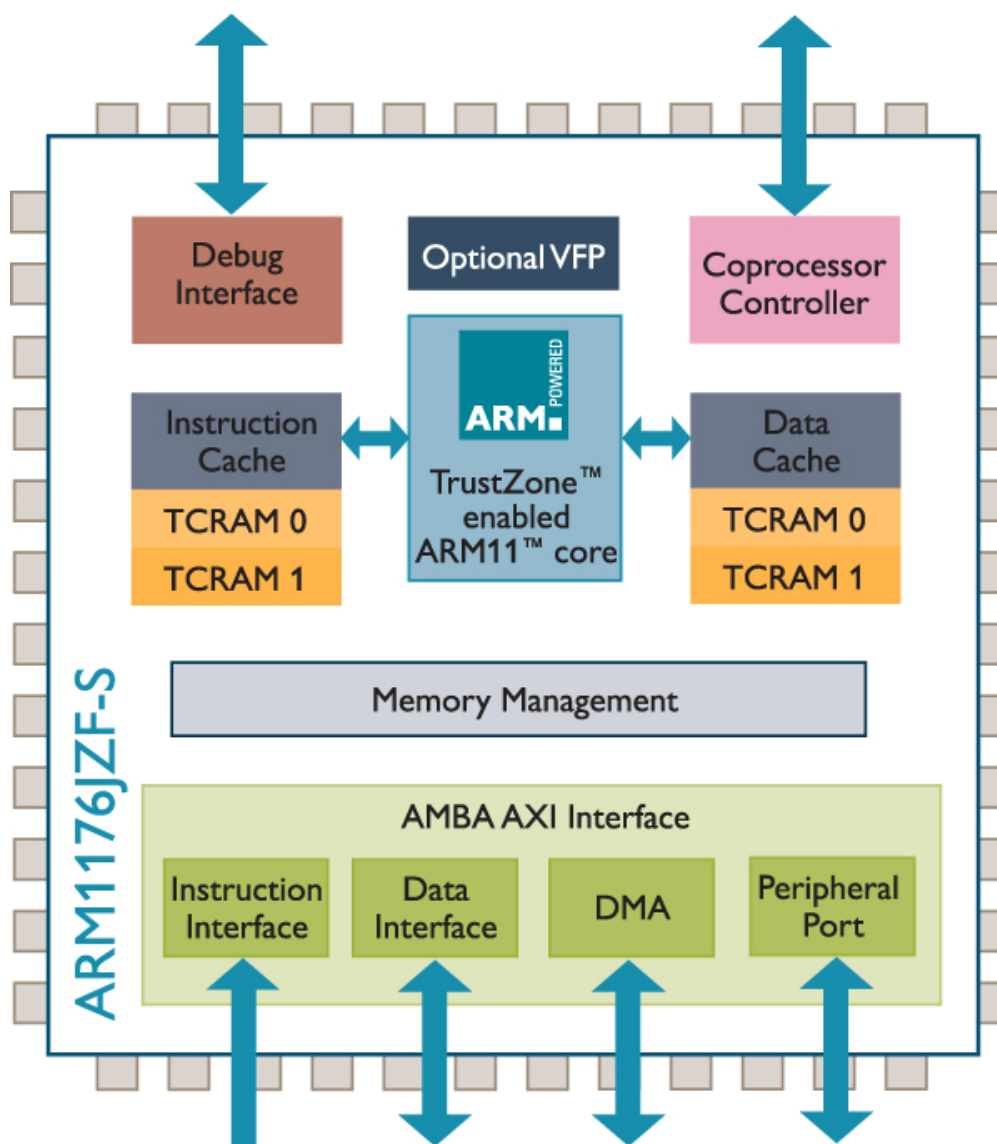 Debug
Interface
Optional VFP
Coprocessor
Controller
Instruction
Cache
TCRAM 0
TCRAM 1
ARM
POWERED
TrustZone™
enabled
ARM11™ core
Data
Cache
TCRAM 0
TCRAM 1
Memory Management
ARM1176JZF-S
AMBA AXI Interface
Instruction
Interface
Data
Interface
DMA
Peripheral
Port